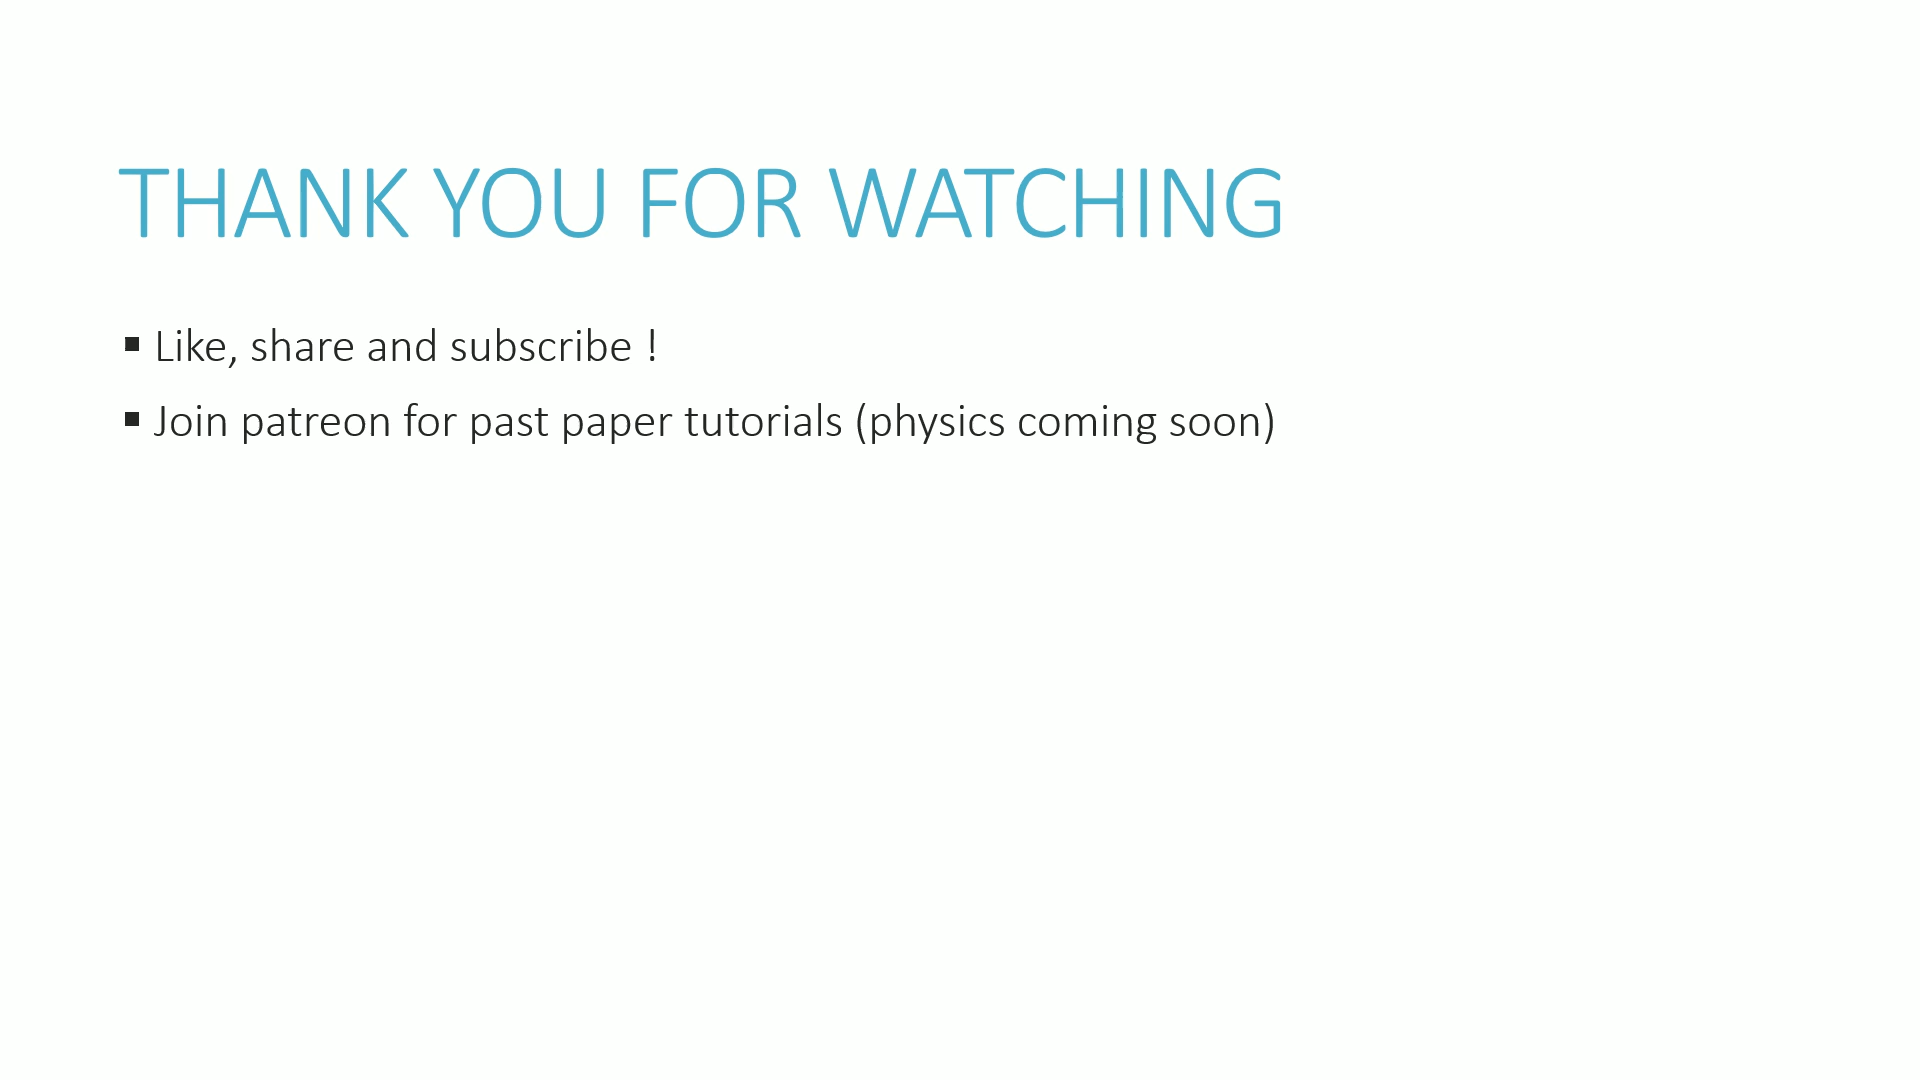 THANK YOU FOR WATCHING
▪ Like, share and subscribe !
▪ Join patreon for past paper tutorials (physics coming soon)